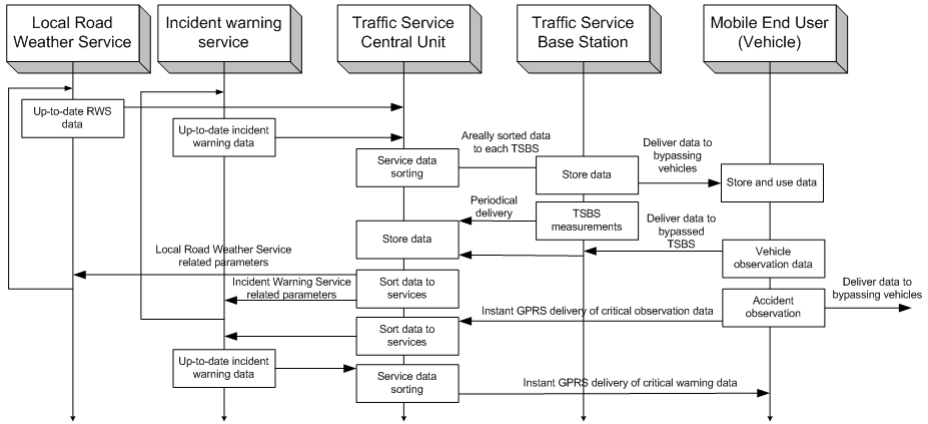 Local Road
Weather Service
Incident warning
service
Traffic Service
Central Unit
Traffic Service
Base Station
Mobile End User
(Vehicle)
Up-to-date RWS
data
Up-to-date incident
warning data
Areally sorted data
to each TSBS
Deliver data to
bypassing
vehicles
Service data
sorting
Store data
Store and use data
Periodical
delivery
TSBS
measurements
Deliver data to
bypassed
TSBS
Store data
Local Road Weather Service
related parameters
Vehicle
observation data
Incident Warning Service
related parameters
Sort data to
services
Deliver data to
bypassing vehicles
Accident
observation
Instant GPRS delivery of critical observation data
Sort data to
services
Up-to-date incident
warning data
Service data
sorting
Instant GPRS delivery of critical warning data